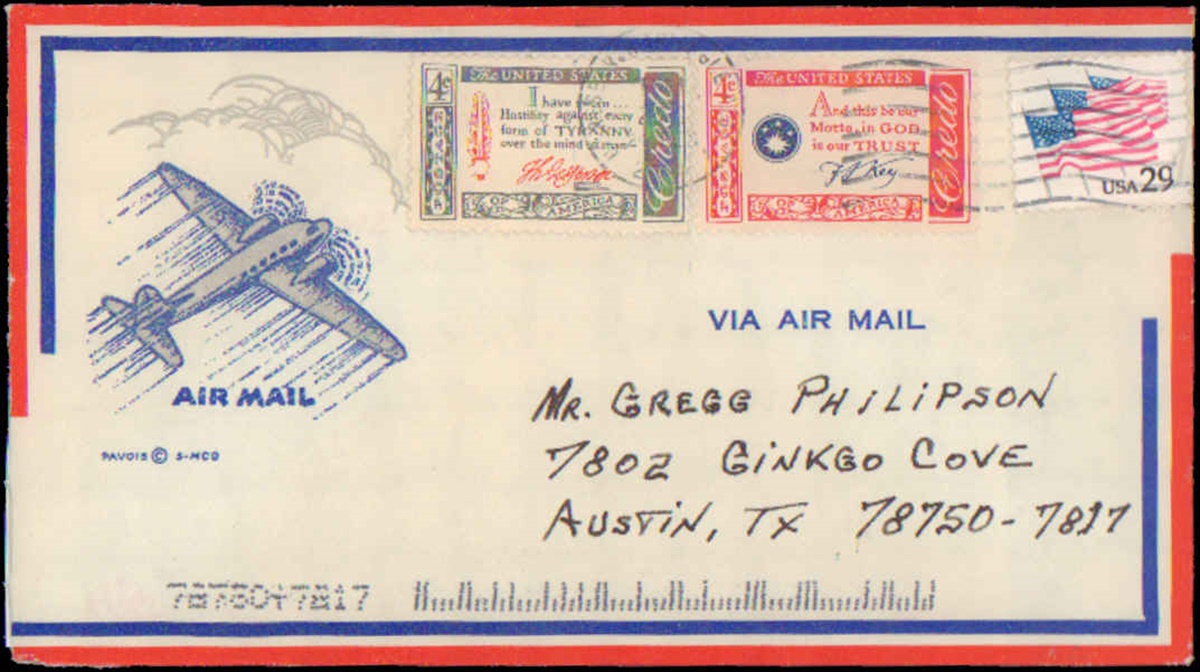 4¢ The UNITED STATES
I have sworn...
Hostility against every
form of TYRANNY
over the mind of man
Th Jefferson
OF AMERICA
Credo
4¢ The UNITED STATES
And this be our
Motto, in GOD
is our TRUST
F S Key
OF AMERICA
Credo
USA 29
VIA AIR MAIL
AIR MAIL
PAVOIS © S-MCO
MR. GREGG PHILIPSON
7802 GINKGO COVE
AUSTIN, TX 78750-7817
78750+7817